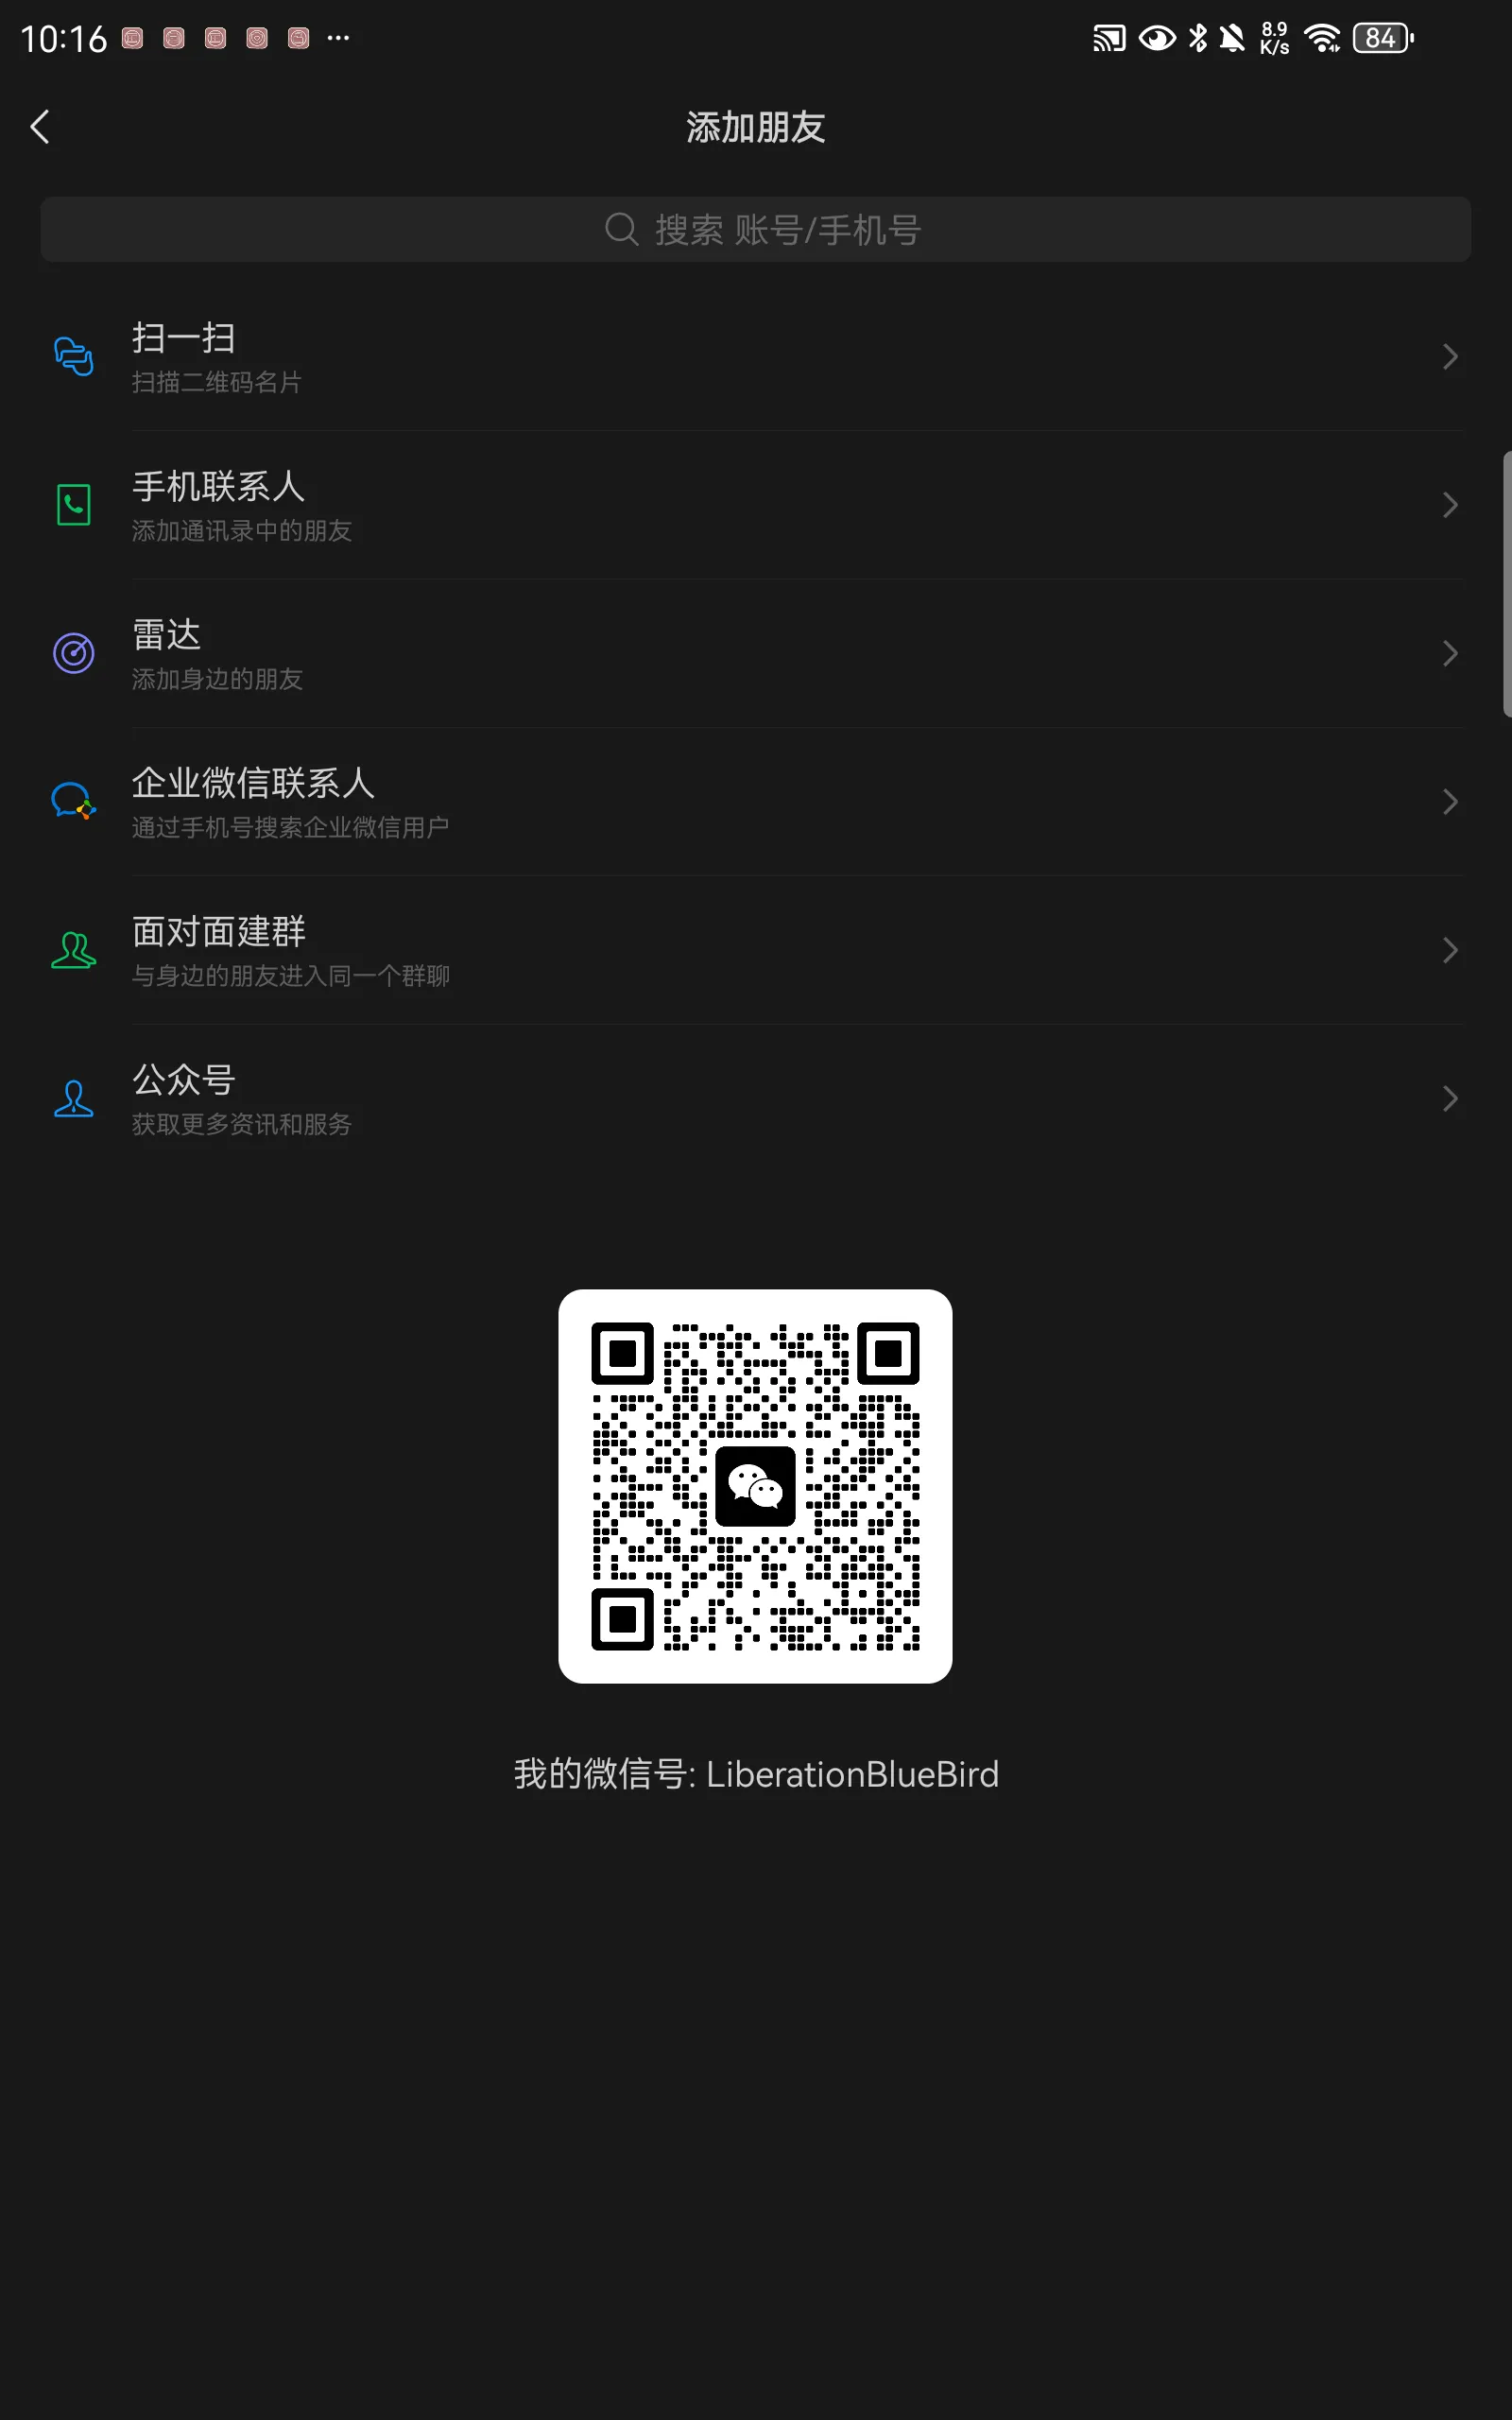 10:16 ··· 8.9 K/s 84
添加朋友
搜索 账号/手机号
扫一扫
扫描二维码名片
手机联系人
添加通讯录中的朋友
雷达
添加身边的朋友
企业微信联系人
通过手机号搜索企业微信用户
面对面建群
与身边的朋友进入同一个群聊
公众号
获取更多资讯和服务
我的微信号: LiberationBlueBird